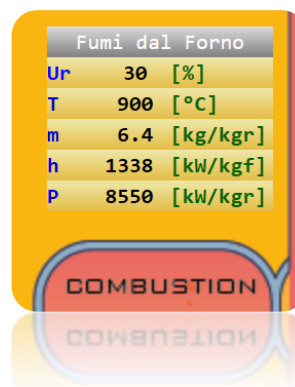 Fumi dal Forno
Ur 30 [%]
T 900 [°C]
m 6.4 [kg/kgr]
h 1338 [kW/kgf]
P 8550 [kW/kgr]
COMBUSTION